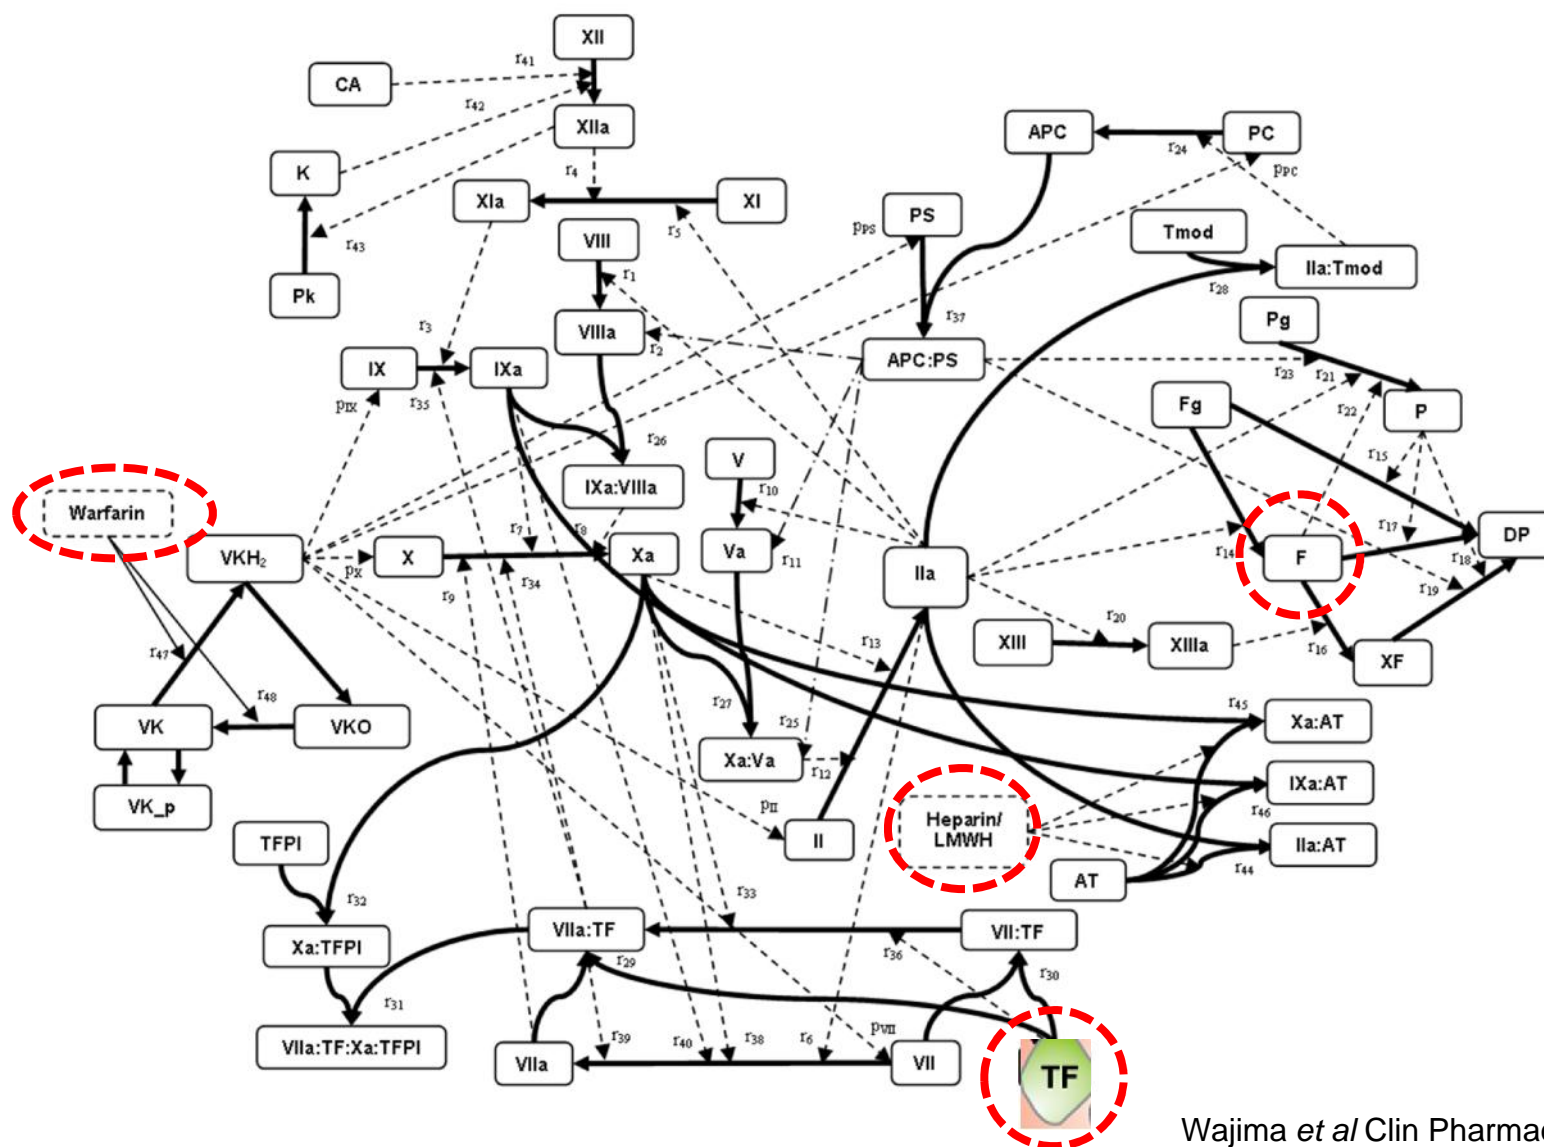 XII
r41
CA
r42
XIIa
APC
PC
r24
K
r4
pPC
XIa
XI
PS
r43
pPS
Tmod
VIII
r5
IIa:Tmod
r1
Pk
r28
Pg
r3
VIIIa
r37
r2
APC:PS
IX
IXa
r23
r21
pIX
r35
Fg
P
r22
r26
V
r15
IXa:VIIIa
r10
Warfarin
r7
r8
r17
DP
VKH2
pX
X
Xa
Va
r11
r14
F
r18
r34
r9
IIa
r19
r20
r13
XIII
XIIIa
r16
r47
XF
r48
r27
r25
r45
VK
VKO
Xa:AT
Xa:Va
r12
IXa:AT
VK_p
pII
r46
Heparin/
LMWH
II
TFPI
IIa:AT
r44
AT
r33
r32
VIIa:TF
VII:TF
Xa:TFPI
r29
r36
r30
r31
pVII
VIIa:TF:Xa:TFPI
r39
r40
r38
r6
VIIa
VII
TF
Wajima et al Clin Pharmac